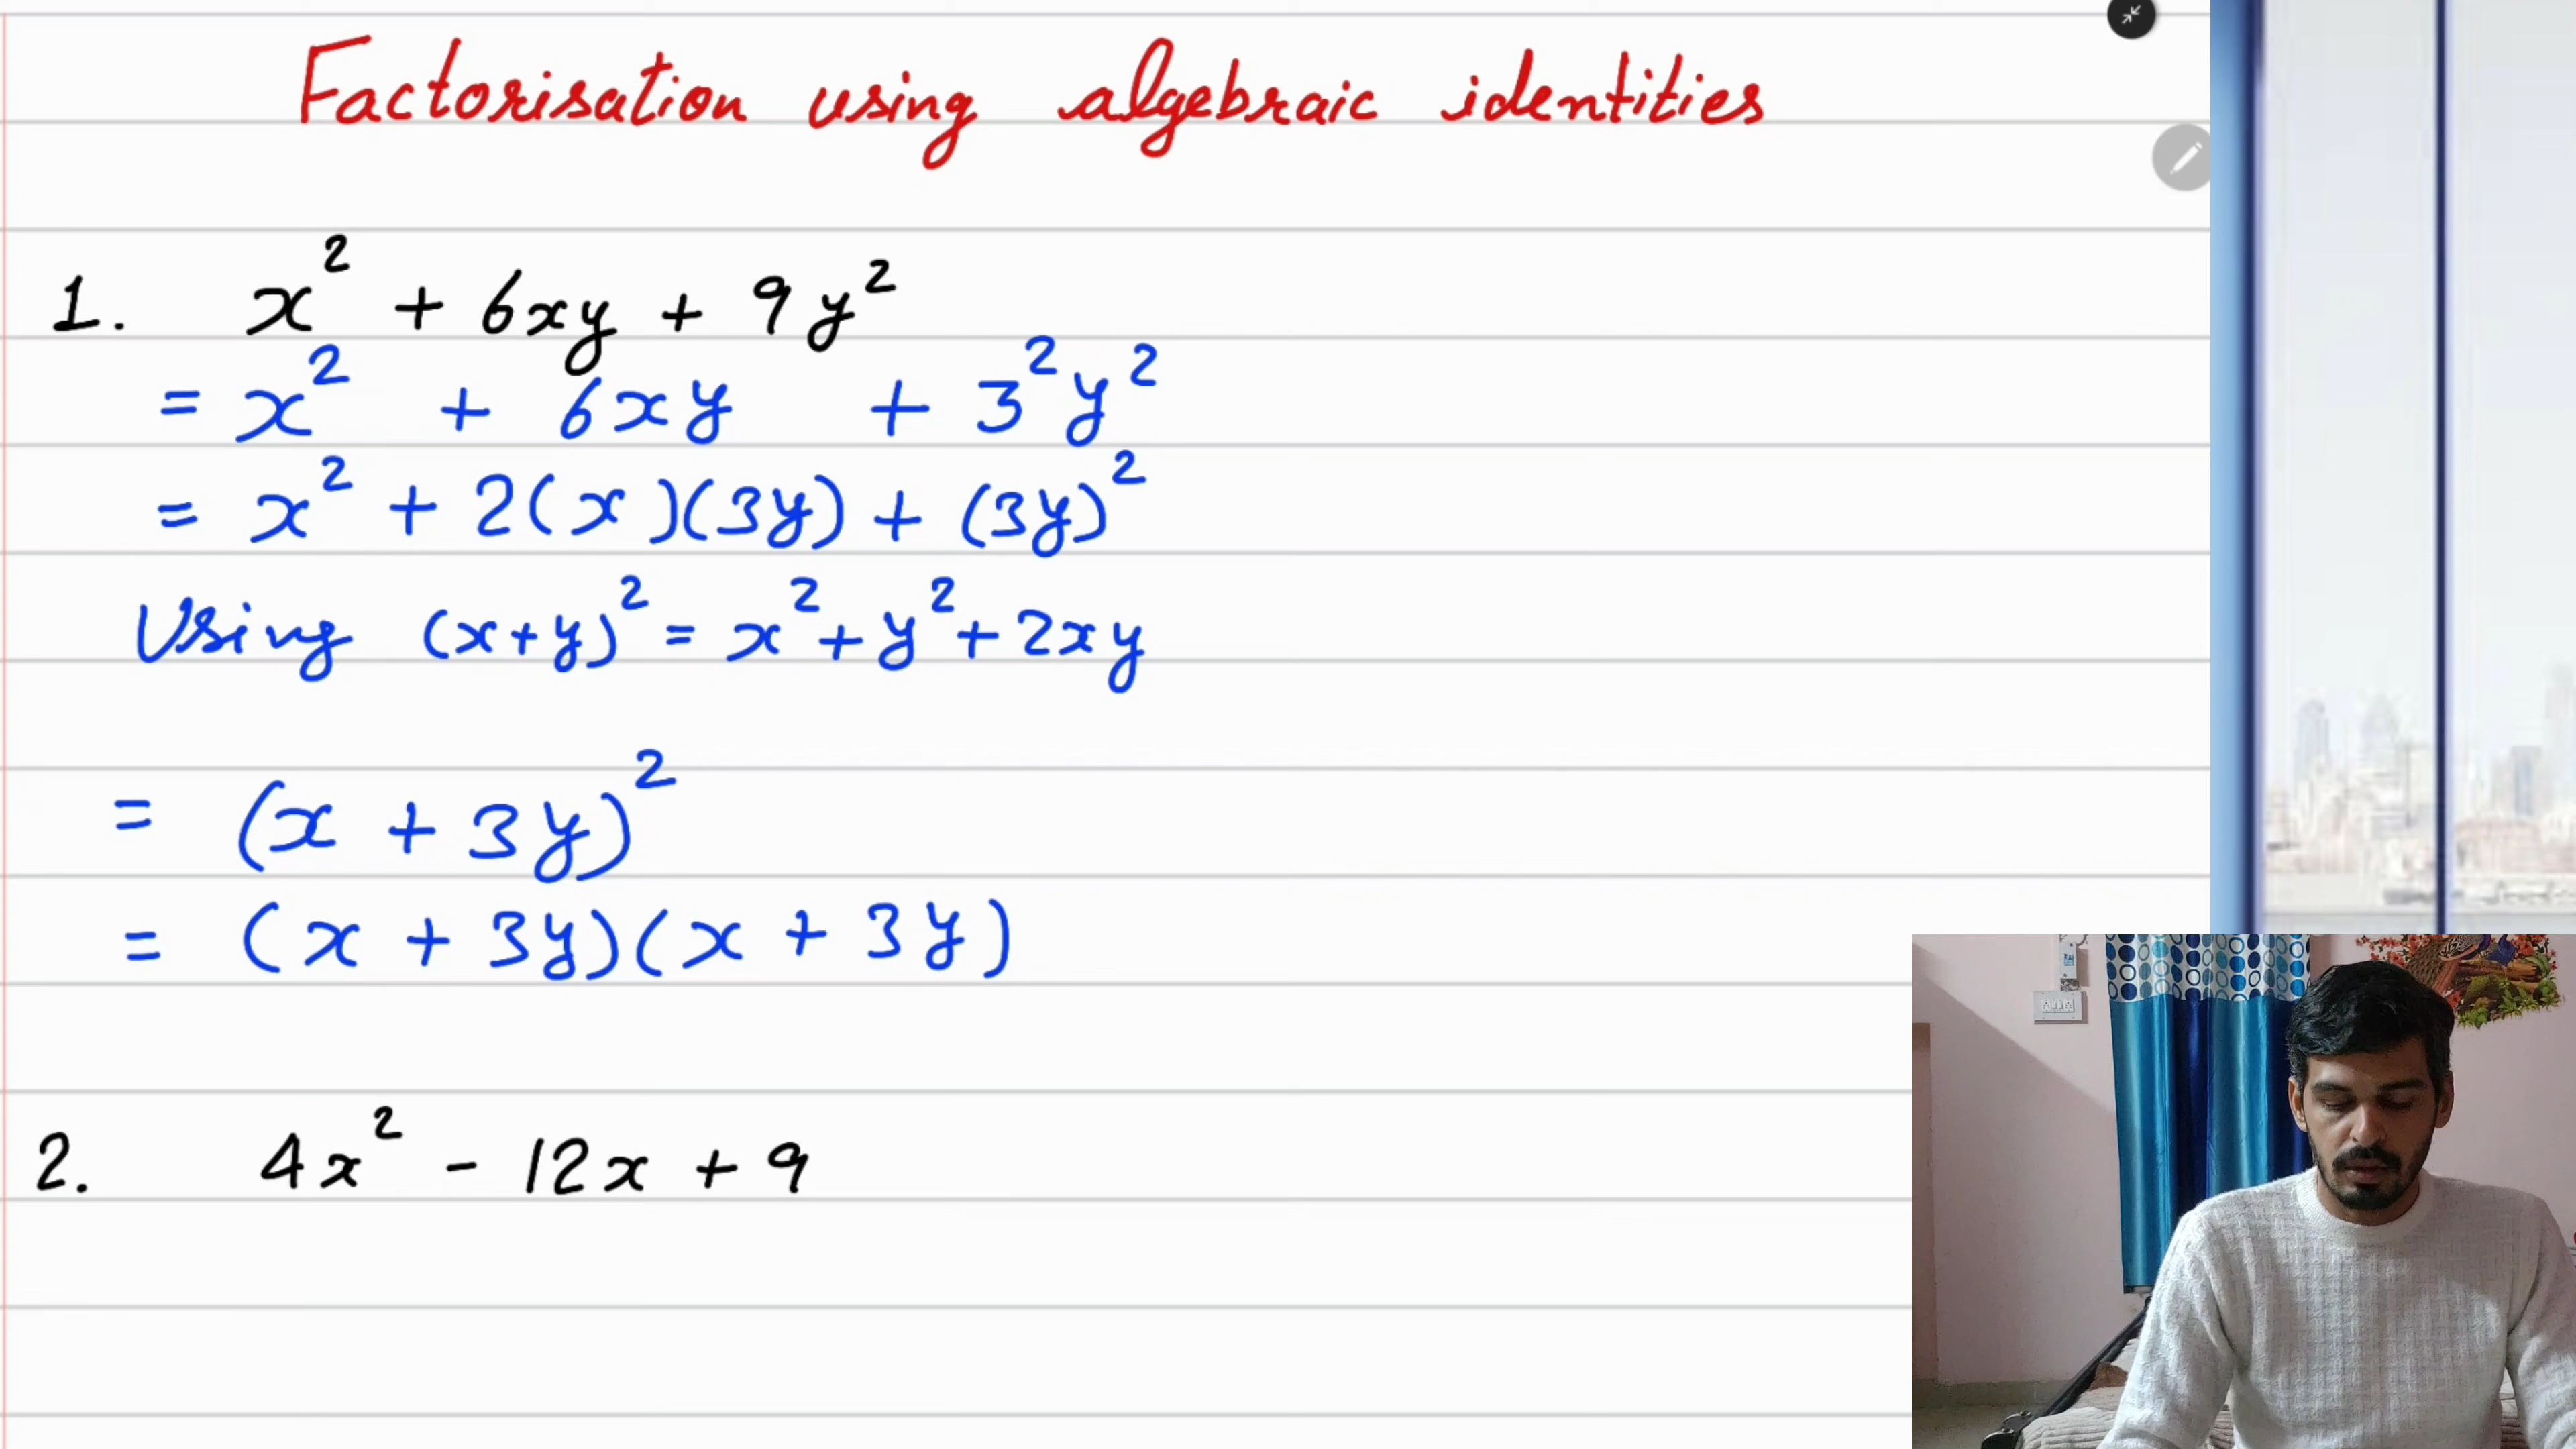 Factorisation using algebraic identities
1. x² + 6xy + 9y²
= x² + 6xy + 3²y²
= x² + 2(x)(3y) + (3y)²
Using (x+y)² = x² + y² + 2xy
= (x + 3y)²
= (x + 3y)(x + 3y)
2. 4x² - 12x + 9